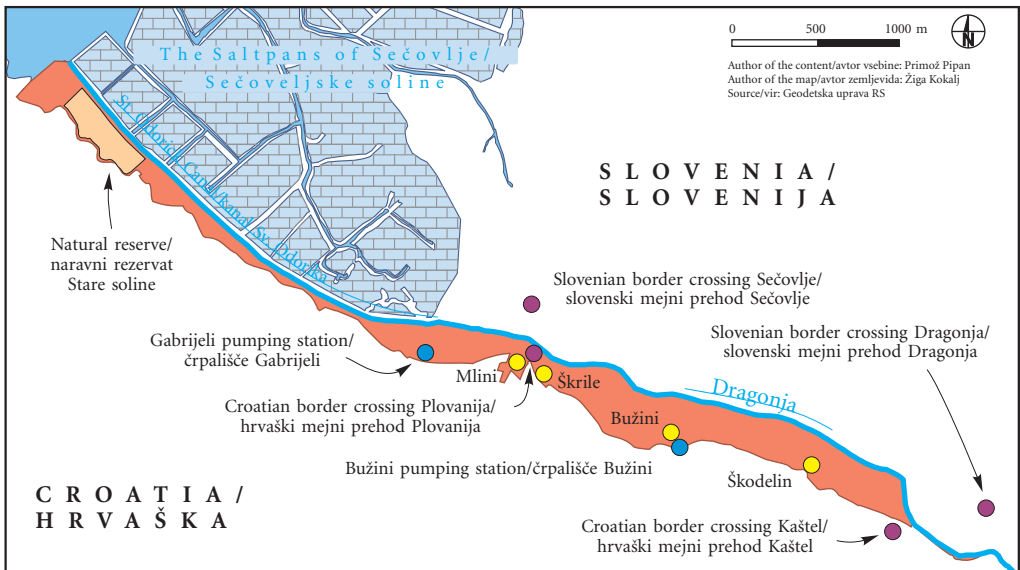 The Saltpans of Sečovlje/
Sečoveljske soline
0 500 1000 m
N
Author of the content/avtor vsebine: Primož Pipan
Author of the map/avtor zemljevida: Žiga Kokalj
Source/vir: Geodetska uprava RS
St. Odorico Canal/kanal Sv. Odorika
SLOVENIA/
SLOVENIJA
Natural reserve/
naravni rezervat
Stare soline
Slovenian border crossing Sečovlje/
slovenski mejni prehod Sečovlje
Slovenian border crossing Dragonja/
slovenski mejni prehod Dragonja
Gabrijeli pumping station/
črpališče Gabrijeli
Mlini
Škrile
Dragonja
Croatian border crossing Plovanija/
hrvaški mejni prehod Plovanija
Bužini
Bužini pumping station/črpališče Bužini
Škodelin
CROATIA/
HRVAŠKA
Croatian border crossing Kaštel/
hrvaški mejni prehod Kaštel